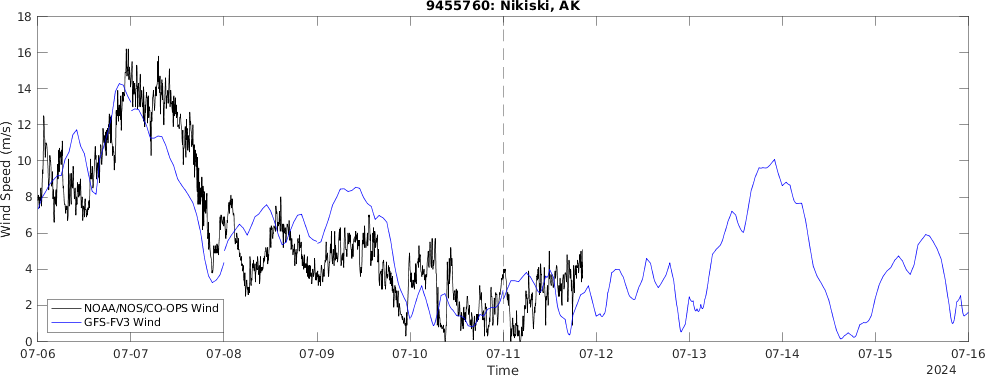 9455760: Nikiski, AK
18
16
14
12
10
8
6
4
2
0
Wind Speed (m/s)
NOAA/NOS/CO-OPS Wind
GFS-FV3 Wind
07-06 07-07 07-08 07-09 07-10 07-11 07-12 07-13 07-14 07-15 07-16
Time
2024